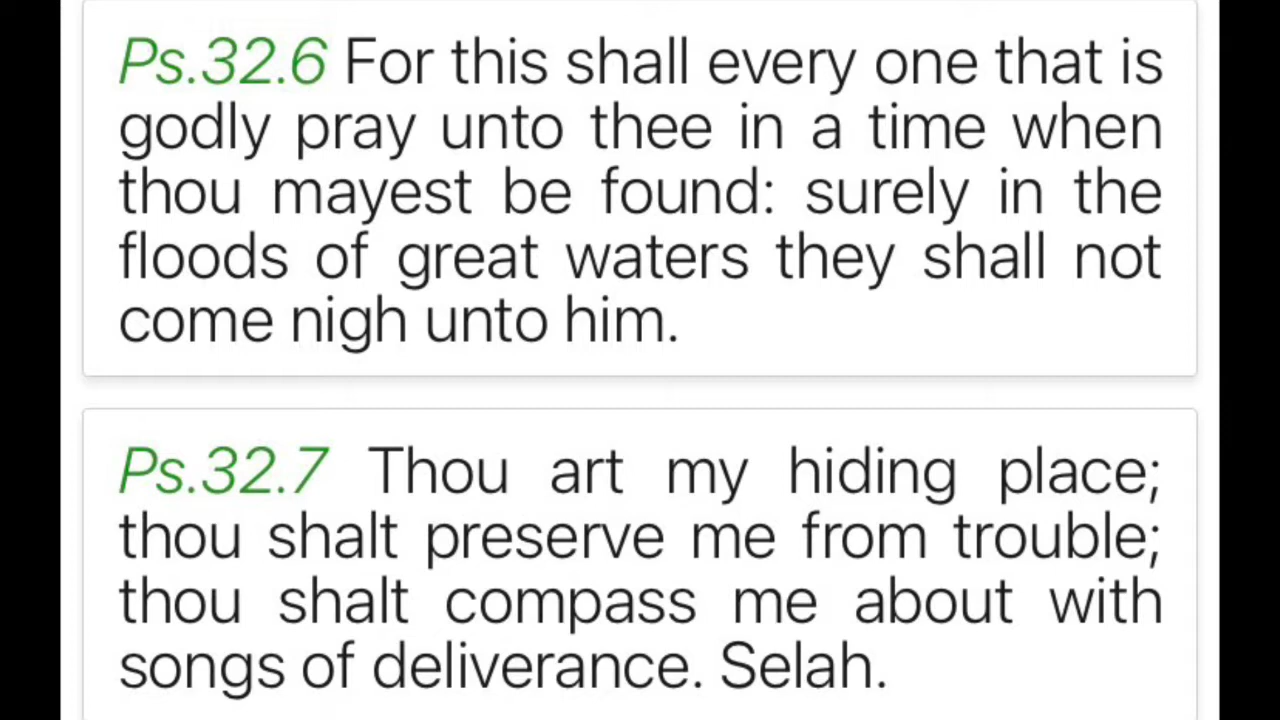 Ps.32.6 For this shall every one that is
godly pray unto thee in a time when
thou mayest be found: surely in the
floods of great waters they shall not
come nigh unto him.
Ps.32.7 Thou art my hiding place;
thou shalt preserve me from trouble;
thou shalt compass me about with
songs of deliverance. Selah.